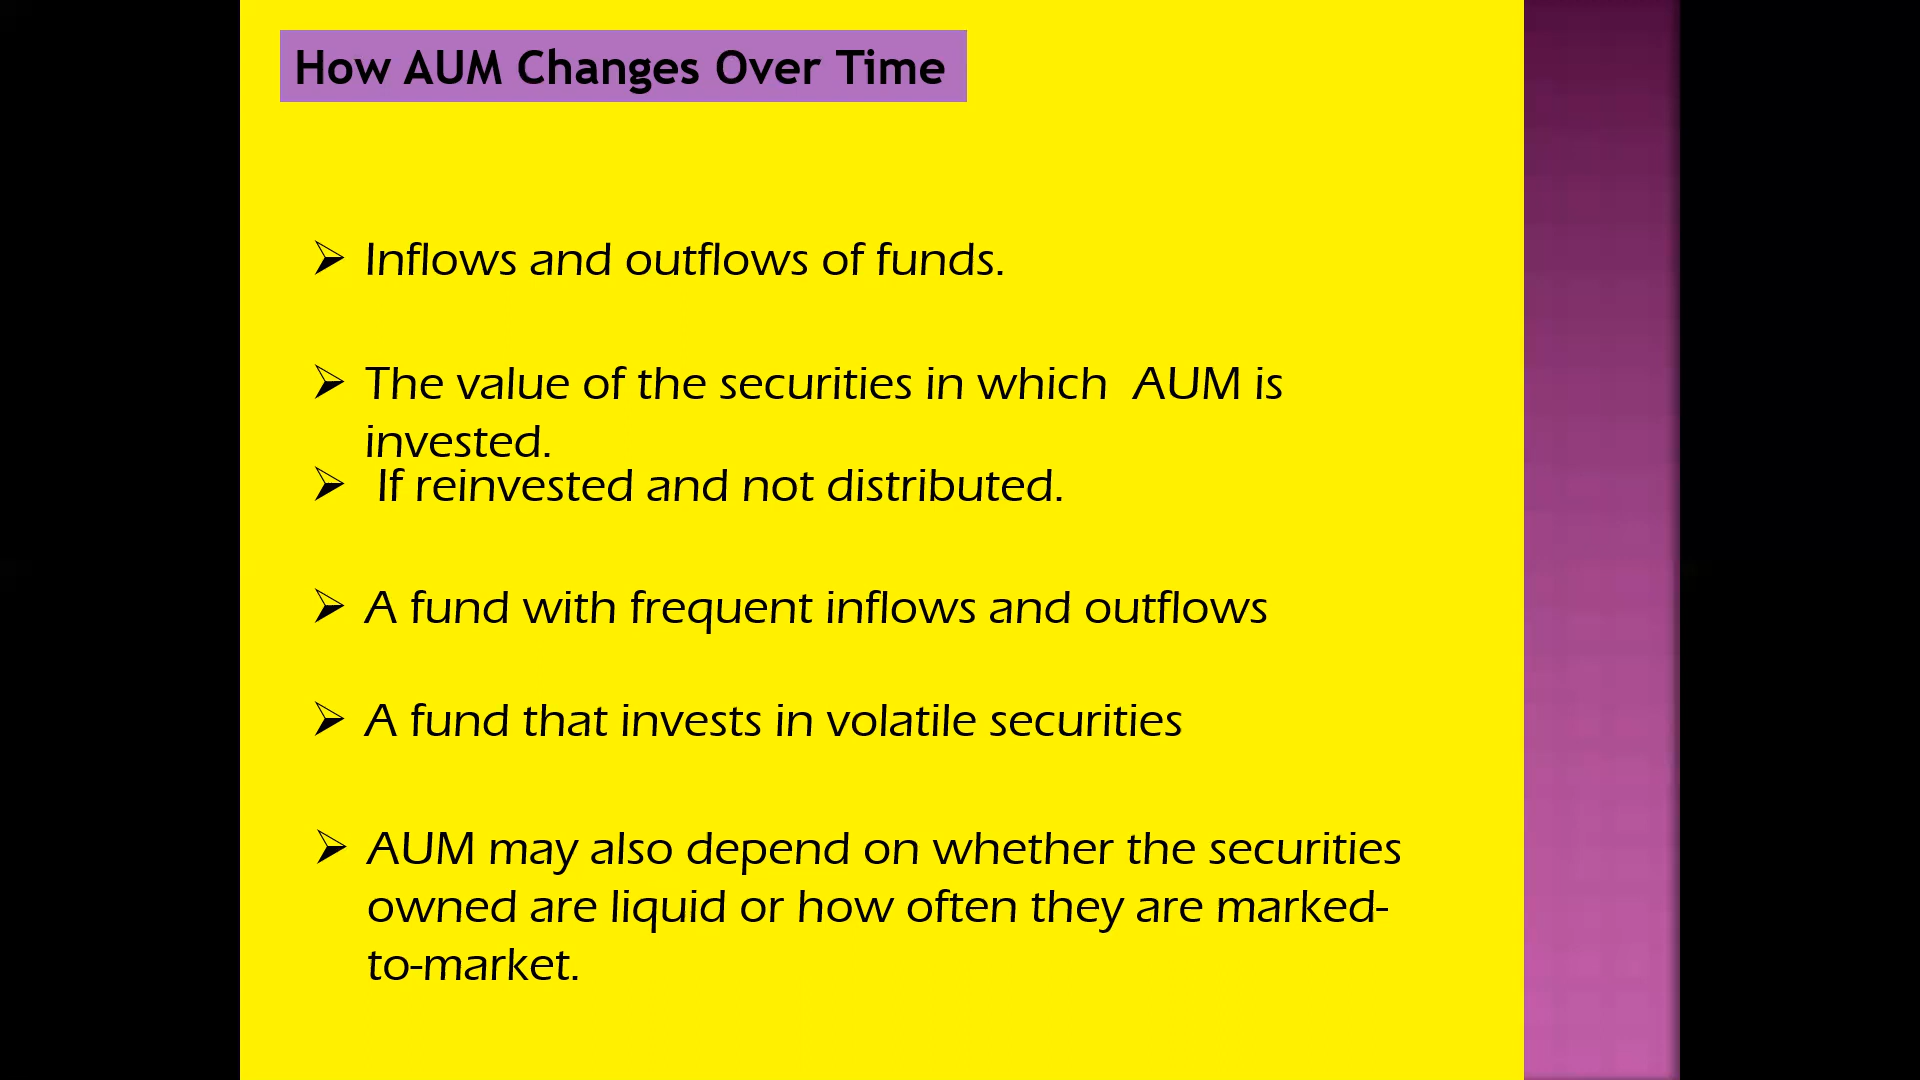 How AUM Changes Over Time
➢ Inflows and outflows of funds.
➢ The value of the securities in which  AUM is
invested.
➢ If reinvested and not distributed.
➢ A fund with frequent inflows and outflows
➢ A fund that invests in volatile securities
➢ AUM may also depend on whether the securities
owned are liquid or how often they are marked-
to-market.